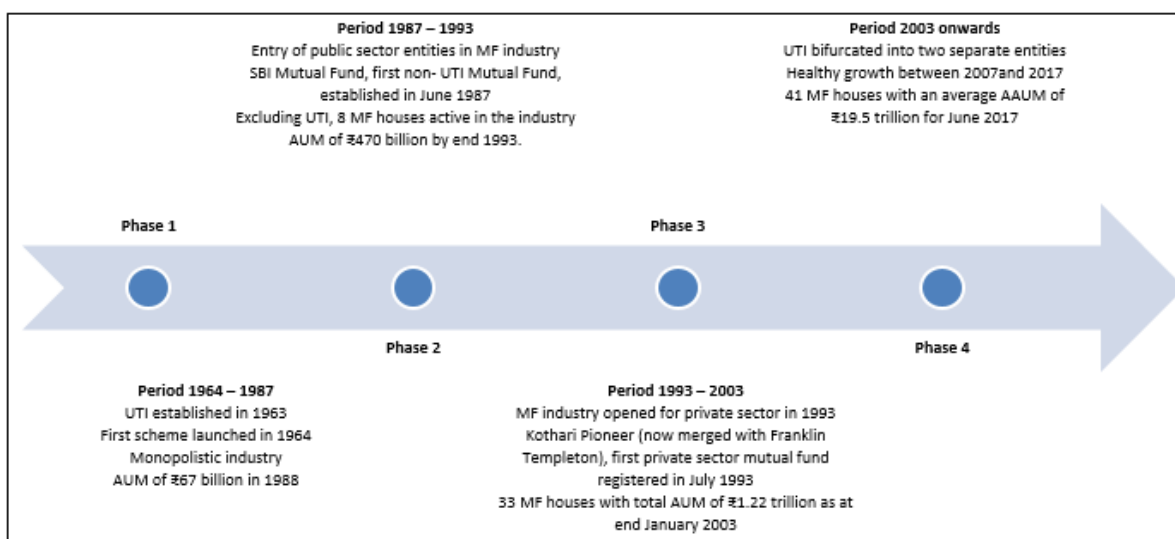 Period 1987 – 1993
Entry of public sector entities in MF industry
SBI Mutual Fund, first non- UTI Mutual Fund,
established in June 1987
Excluding UTI, 8 MF houses active in the industry
AUM of ₹470 billion by end 1993.
Period 2003 onwards
UTI bifurcated into two separate entities
Healthy growth between 2007and 2017
41 MF houses with an average AAUM of
₹19.5 trillion for June 2017
Phase 1
Phase 3
Phase 2
Phase 4
Period 1964 – 1987
UTI established in 1963
First scheme launched in 1964
Monopolistic industry
AUM of ₹67 billion in 1988
Period 1993 – 2003
MF industry opened for private sector in 1993
Kothari Pioneer (now merged with Franklin
Templeton), first private sector mutual fund
registered in July 1993
33 MF houses with total AUM of ₹1.22 trillion as at
end January 2003